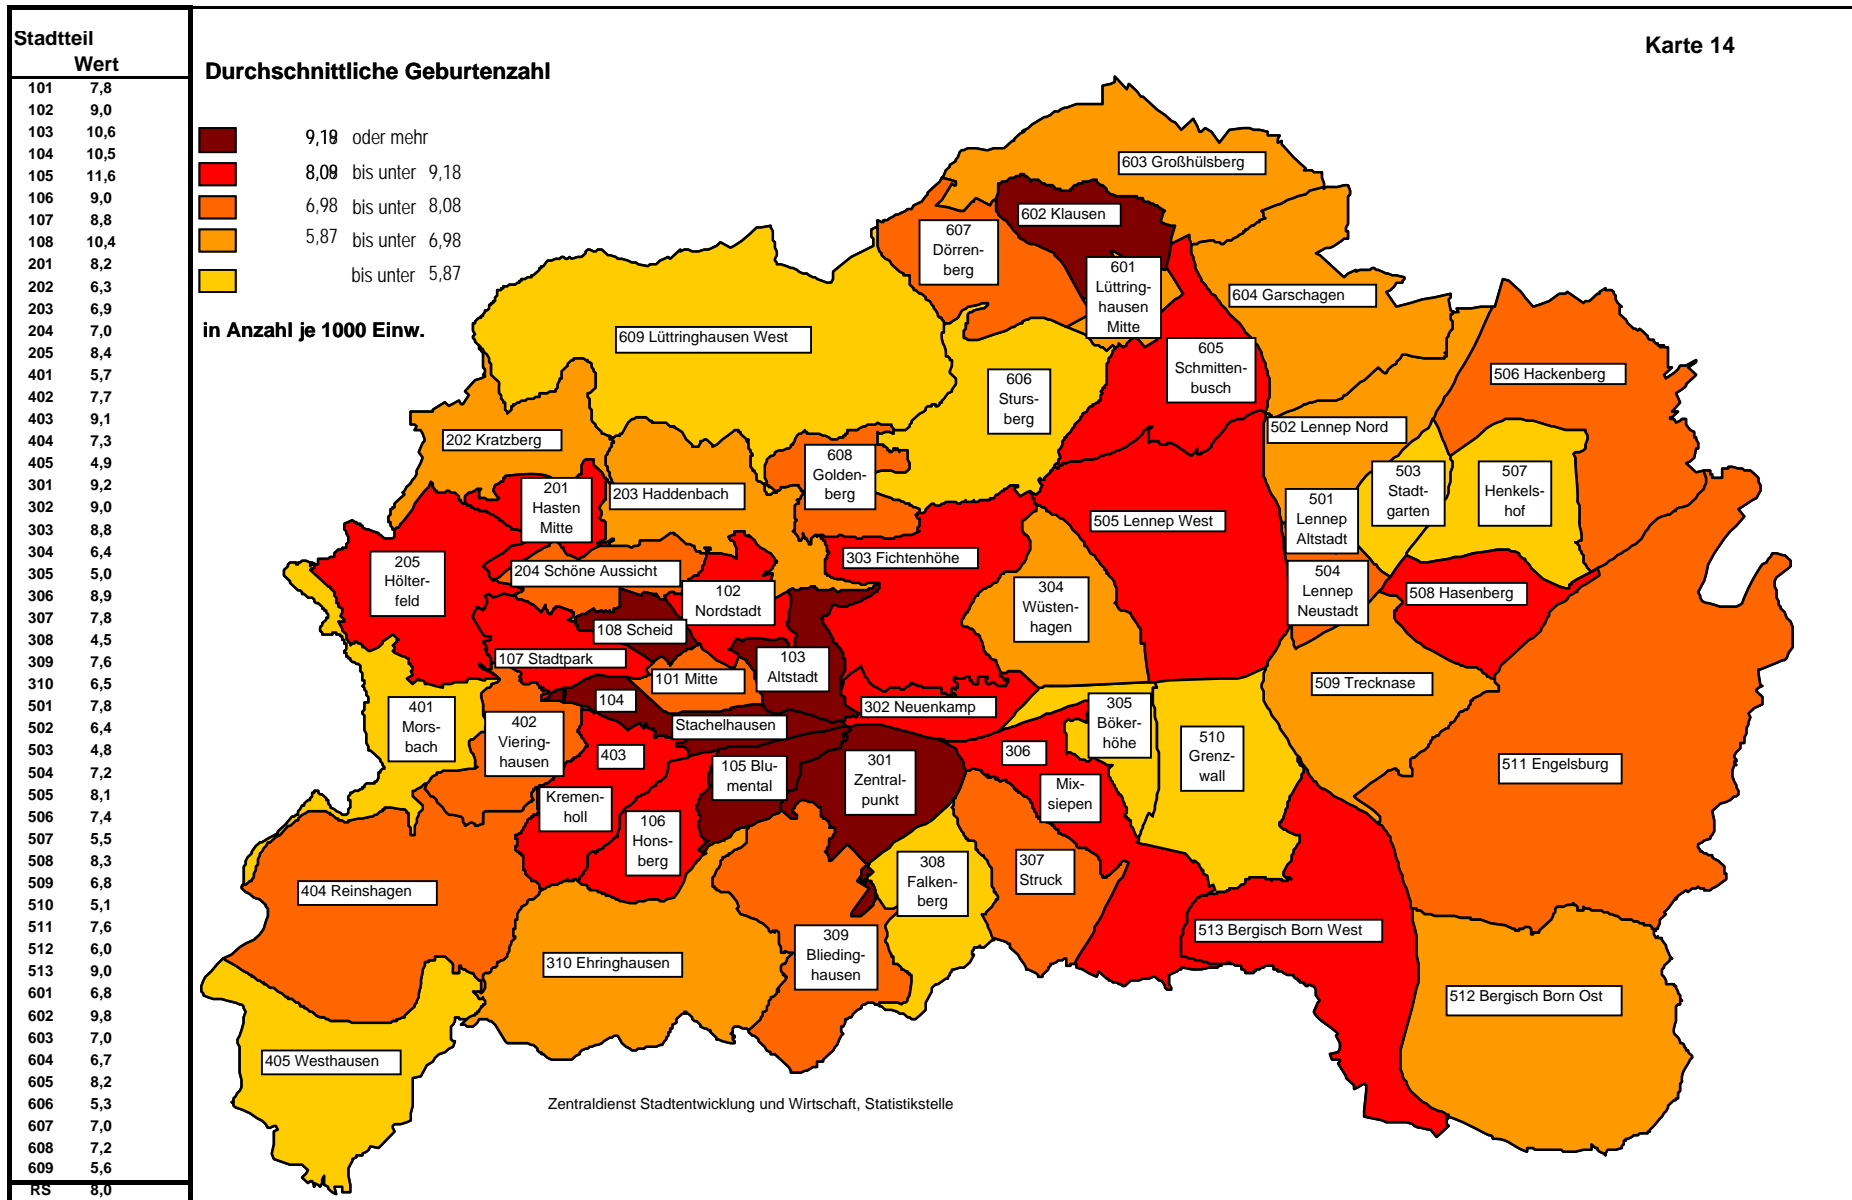 Stadtteil
Wert
101 7,8
102 9,0
103 10,6
104 10,5
105 11,6
106 9,0
107 8,8
108 10,4
201 8,2
202 6,3
203 6,9
204 7,0
205 8,4
401 5,7
402 7,7
403 9,1
404 7,3
405 4,9
301 9,2
302 9,0
303 8,8
304 6,4
305 5,0
306 8,9
307 7,8
308 4,5
309 7,6
310 6,5
501 7,8
502 6,4
503 4,8
504 7,2
505 8,1
506 7,4
507 5,5
508 8,3
509 6,8
510 5,1
511 7,6
512 6,0
513 9,0
601 6,8
602 9,8
603 7,0
604 6,7
605 8,2
606 5,3
607 7,0
608 7,2
609 5,6
RS 8,0
Karte 14
Durchschnittliche Geburtenzahl
oder mehr
bis unter 9,18
6,98 bis unter 8,08
5,87 bis unter 6,98
bis unter 5,87
in Anzahl je 1000 Einw.
603 Großhülsberg
602 Klausen
607
Dörren-
berg
601
Lüttring-
hausen
Mitte
604 Garschagen
609 Lüttringhausen West
605
Schmitten-
busch
606
Sturs-
berg
506 Hackenberg
502 Lennep Nord
202 Kratzberg
608
Golden-
berg
503
Stadt-
garten
507
Henkels-
hof
201
Hasten
Mitte
203 Haddenbach
501
Lennep
Altstadt
505 Lennep West
303 Fichtenhöhe
205
Hölter-
feld
204 Schöne Aussicht
102
Nordstadt
304
Wüsten-
hagen
504
Lennep
Neustadt
508 Hasenberg
108 Scheid
107 Stadtpark
103
Altstadt
101 Mitte
509 Trecknase
104
Stachelhausen
302 Neuenkamp
305
Böker-
höhe
401
Mors-
bach
402
Viering-
hausen
403
Kremen-
holl
105 Blu-
mental
301
Zentral-
punkt
306
Mix-
siepen
510
Grenz-
wall
511 Engelsburg
106
Hons-
berg
308
Falken-
berg
307
Struck
404 Reinshagen
309
Blieding-
hausen
513 Bergisch Born West
310 Ehringhausen
512 Bergisch Born Ost
405 Westhausen
Zentraldienst Stadtentwicklung und Wirtschaft, Statistikstelle